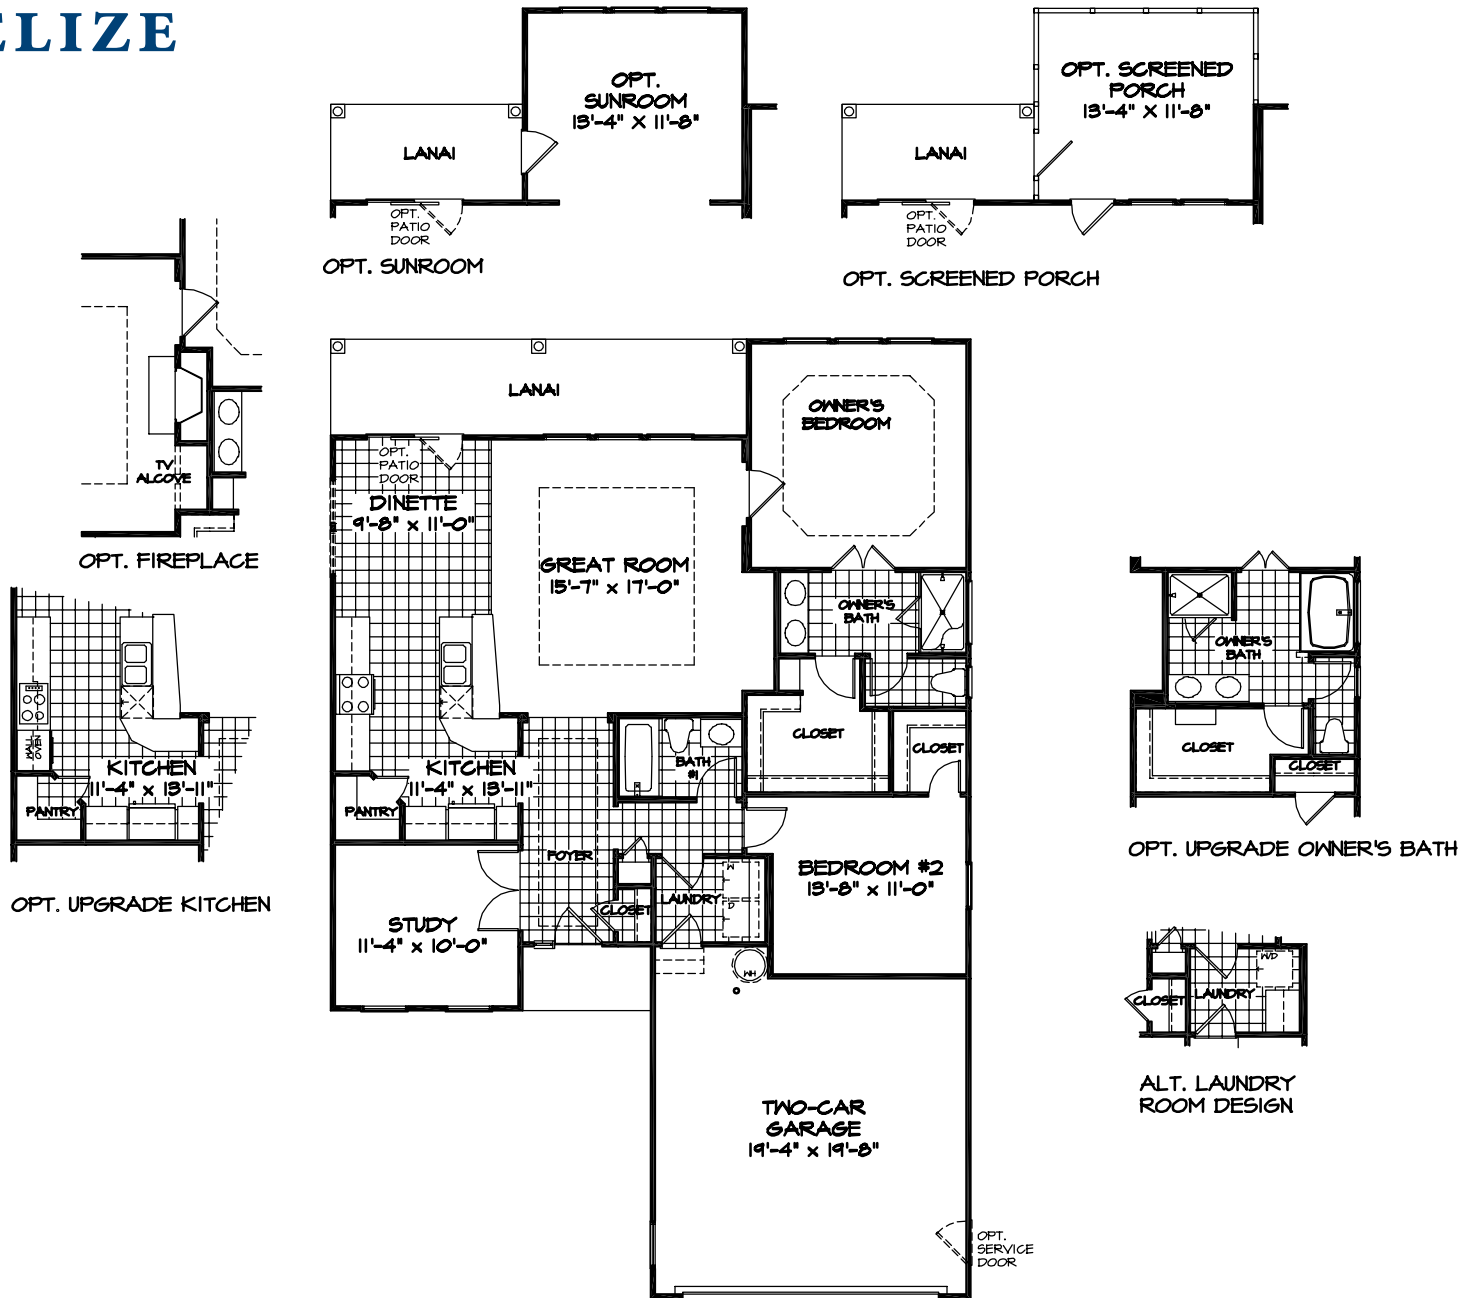 ELIZE
OPT.
SUNROOM
13'-4" X 11'-8"
LANAI
OPT.
PATIO
DOOR
OPT. SUNROOM
OPT. SCREENED
PORCH
13'-4" X 11'-8"
LANAI
OPT.
PATIO
DOOR
OPT. SCREENED PORCH
TV
ALCOVE
OPT. FIREPLACE
WALL
OVEN
KITCHEN
11'-4" x 13'-11"
PANTRY
OPT. UPGRADE KITCHEN
LANAI
OWNER'S
BEDROOM
OPT.
PATIO
DOOR
DINETTE
9'-8" x 11'-0"
GREAT ROOM
15'-7" x 17'-0"
OWNER'S
BATH
CLOSET
CLOSET
BATH
#1
KITCHEN
11'-4" x 13'-11"
PANTRY
FOYER
BEDROOM #2
13'-8" x 11'-0"
W
D
LAUNDRY
CLOSET
STUDY
11'-4" x 10'-0"
WH
TWO-CAR
GARAGE
19'-4" x 19'-8"
OPT.
SERVICE
DOOR
OWNER'S
BATH
CLOSET
CLOSET
OPT. UPGRADE OWNER'S BATH
W/D
LAUNDRY
CLOSET
ALT. LAUNDRY
ROOM DESIGN